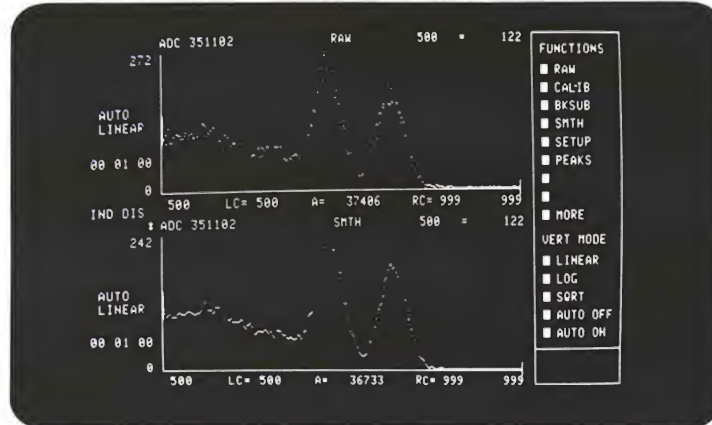 ADC 351102 RAW 500 = 122
272
AUTO
LINEAR
00 01 00
0
500 LC= 500 A= 37406 RC= 999 999
IND DIS
* ADC 351102 SMTH 500 = 122
242
AUTO
LINEAR
00 01 00
0
500 LC= 500 A= 36733 RC= 999 999
FUNCTIONS
RAW
CALIB
BKSUB
SMTH
SETUP
PEAKS
MORE
VERT MODE
LINEAR
LOG
SQRT
AUTO OFF
AUTO ON